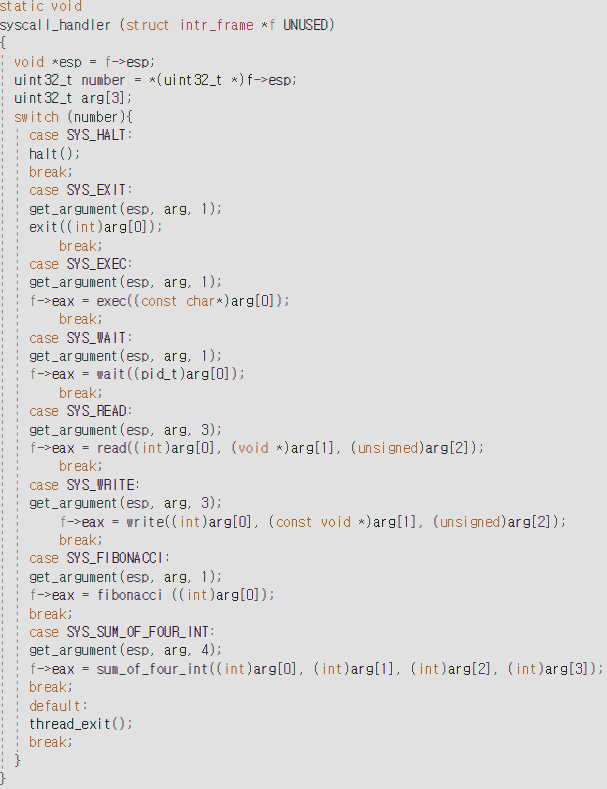 static void
syscall_handler (struct intr_frame *f UNUSED)
{
void *esp = f->esp;
uint32_t number = *(uint32_t *)f->esp;
uint32_t arg[3];
switch (number){
case SYS_HALT:
halt();
break;
case SYS_EXIT:
get_argument(esp, arg, 1);
exit((int)arg[0]);
break;
case SYS_EXEC:
get_argument(esp, arg, 1);
f->eax = exec((const char*)arg[0]);
break;
case SYS_WAIT:
get_argument(esp, arg, 1);
f->eax = wait((pid_t)arg[0]);
break;
case SYS_READ:
get_argument(esp, arg, 3);
f->eax = read((int)arg[0], (void *)arg[1], (unsigned)arg[2]);
break;
case SYS_WRITE:
get_argument(esp, arg, 3);
f->eax = write((int)arg[0], (const void *)arg[1], (unsigned)arg[2]);
break;
case SYS_FIBONACCI:
get_argument(esp, arg, 1);
f->eax = fibonacci ((int)arg[0]);
break;
case SYS_SUM_OF_FOUR_INT:
get_argument(esp, arg, 4);
f->eax = sum_of_four_int((int)arg[0], (int)arg[1], (int)arg[2], (int)arg[3]);
break;
default:
thread_exit();
break;
}
}